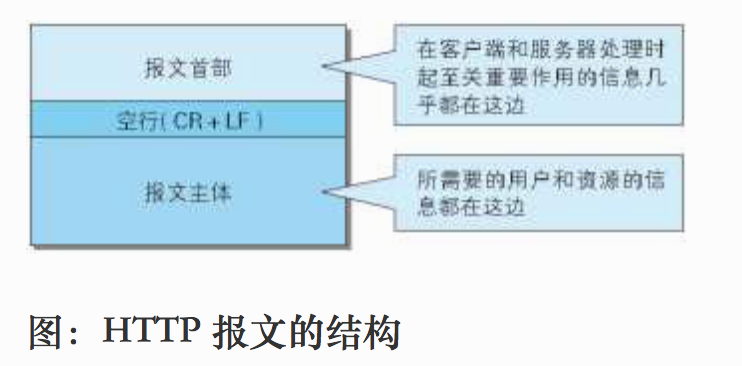 报文首部
在客户端和服务器处理时
起至关重要作用的信息几
乎都在这边
空行(CR+LF)
报文主体
所需要的用户和资源的信
息都在这边
图：HTTP 报文的结构